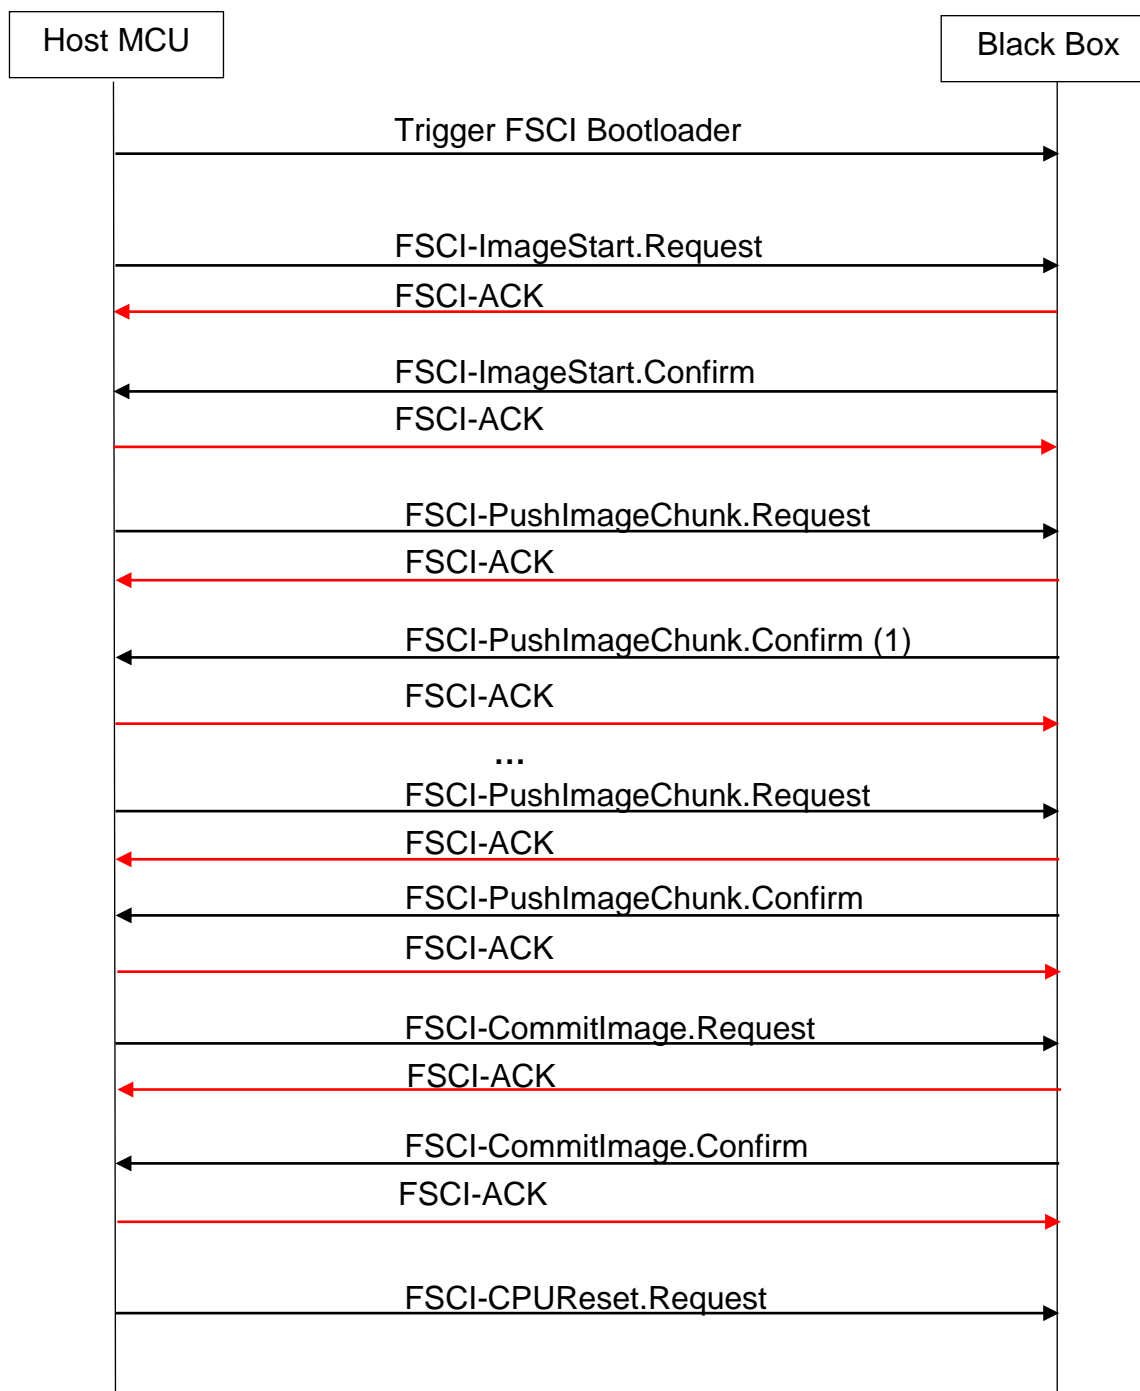 Host MCU
Black Box
Trigger FSCI Bootloader
FSCI-ImageStart.Request
FSCI-ACK
FSCI-ImageStart.Confirm
FSCI-ACK
FSCI-PushImageChunk.Request
FSCI-ACK
FSCI-PushImageChunk.Confirm (1)
FSCI-ACK
...
FSCI-PushImageChunk.Request
FSCI-ACK
FSCI-PushImageChunk.Confirm
FSCI-ACK
FSCI-CommitImage.Request
FSCI-ACK
FSCI-CommitImage.Confirm
FSCI-ACK
FSCI-CPUReset.Request